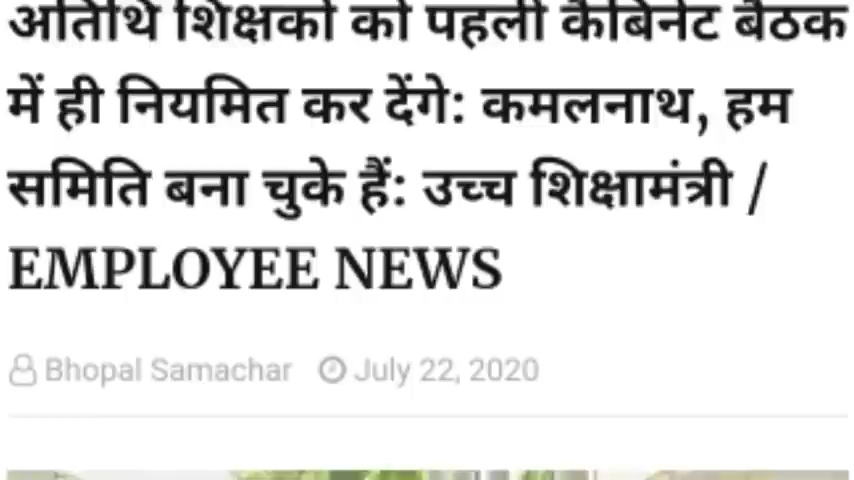 अतिथि शिक्षकों को पहली कैबिनेट बैठक
में ही नियमित कर देंगे: कमलनाथ, हम
समिति बना चुके हैं: उच्च शिक्षामंत्री /
EMPLOYEE NEWS
Bhopal Samachar July 22, 2020